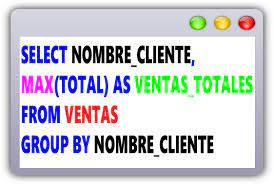 SELECT NOMBRE_CLIENTE,
MAX(TOTAL) AS VENTAS_TOTALES
FROM VENTAS
GROUP BY NOMBRE_CLIENTE